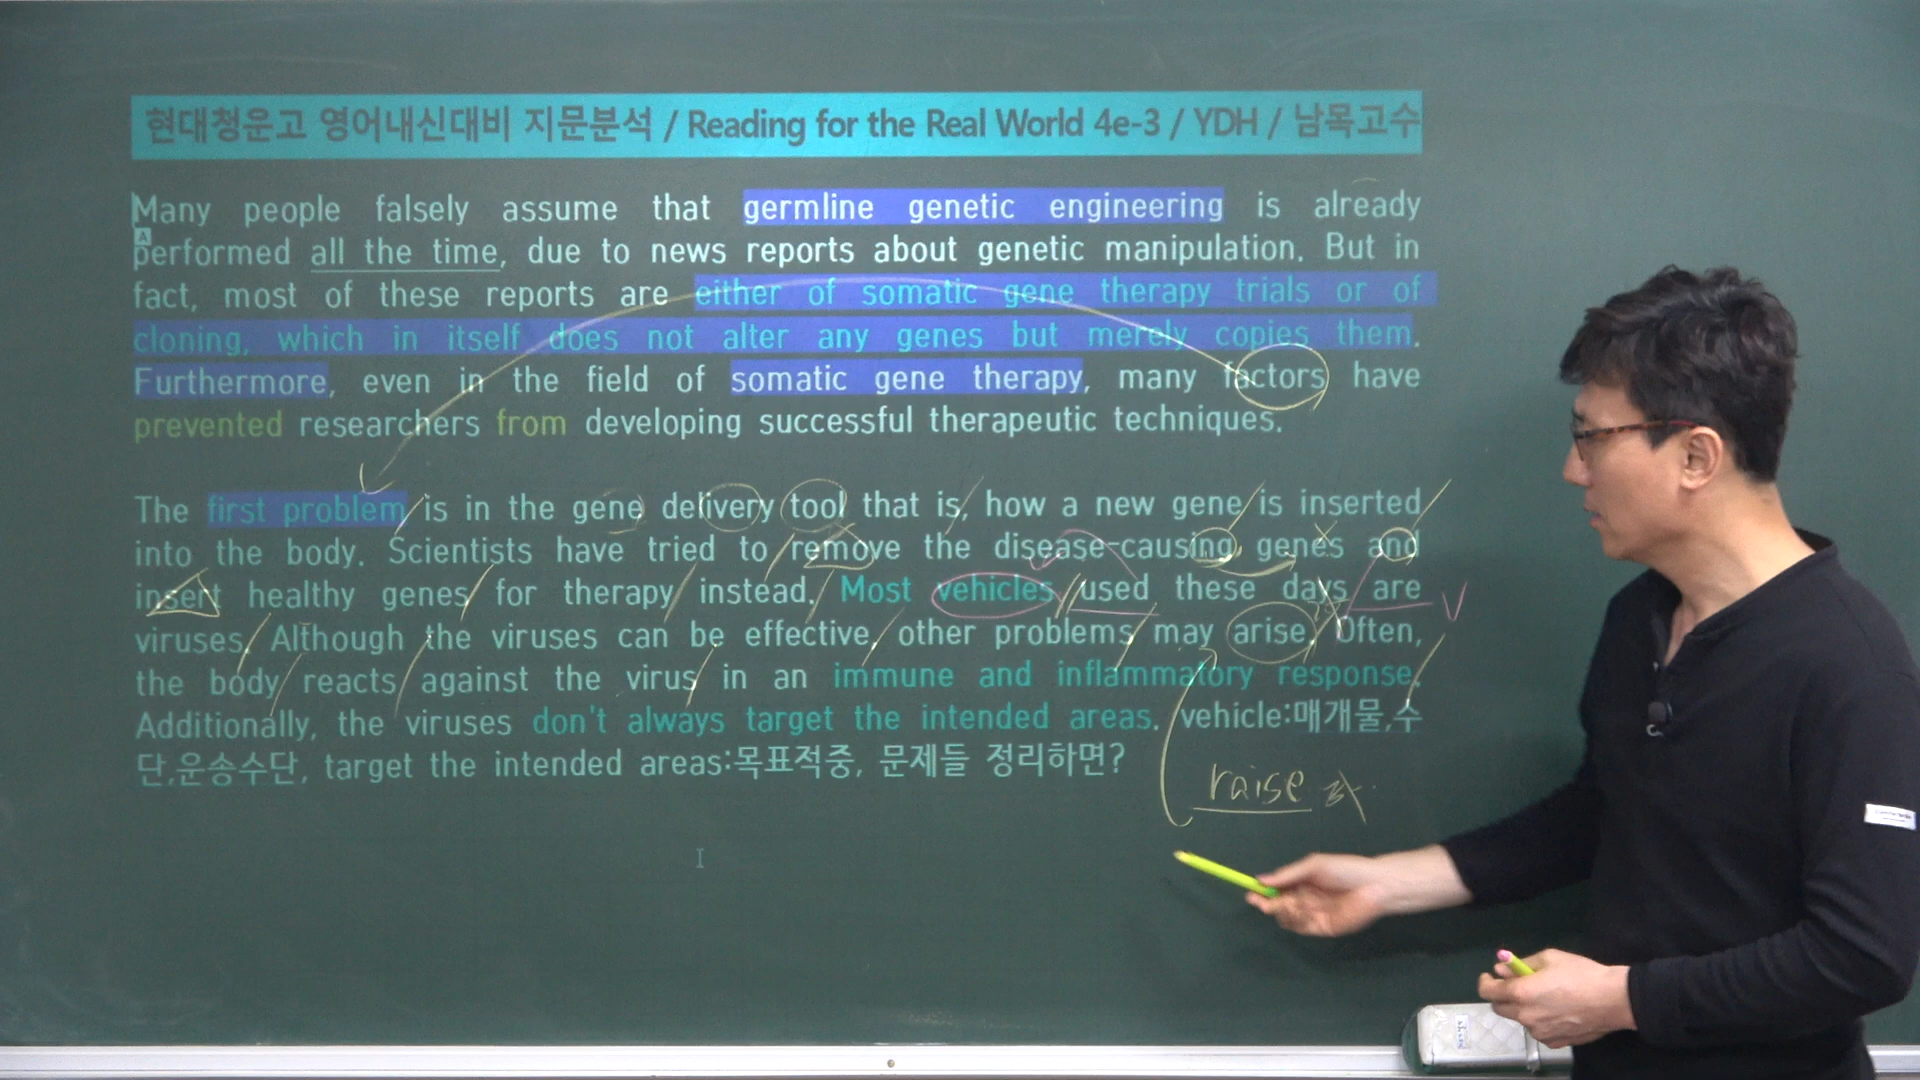 현대청운고 영어내신대비 지문분석 / Reading for the Real World 4e-3 / YDH / 남목고수
Many people falsely assume that germline genetic engineering is already
performed all the time, due to news reports about genetic manipulation. But in
fact, most of these reports are either of somatic gene therapy trials or of
cloning, which in itself does not alter any genes but merely copies them.
Furthermore, even in the field of somatic gene therapy, many factors have
prevented researchers from developing successful therapeutic techniques.
The first problem is in the gene delivery tool that is, how a new gene is inserted
into the body. Scientists have tried to remove the disease-causing genes and
insert healthy genes for therapy instead. Most vehicles used these days are
viruses. Although the viruses can be effective, other problems may arise. Often,
the body reacts against the virus in an immune and inflammatory response.
Additionally, the viruses don't always target the intended areas. vehicle:매개물,수
단,운송수단, target the intended areas:목표적중, 문제들 정리하면?
raise